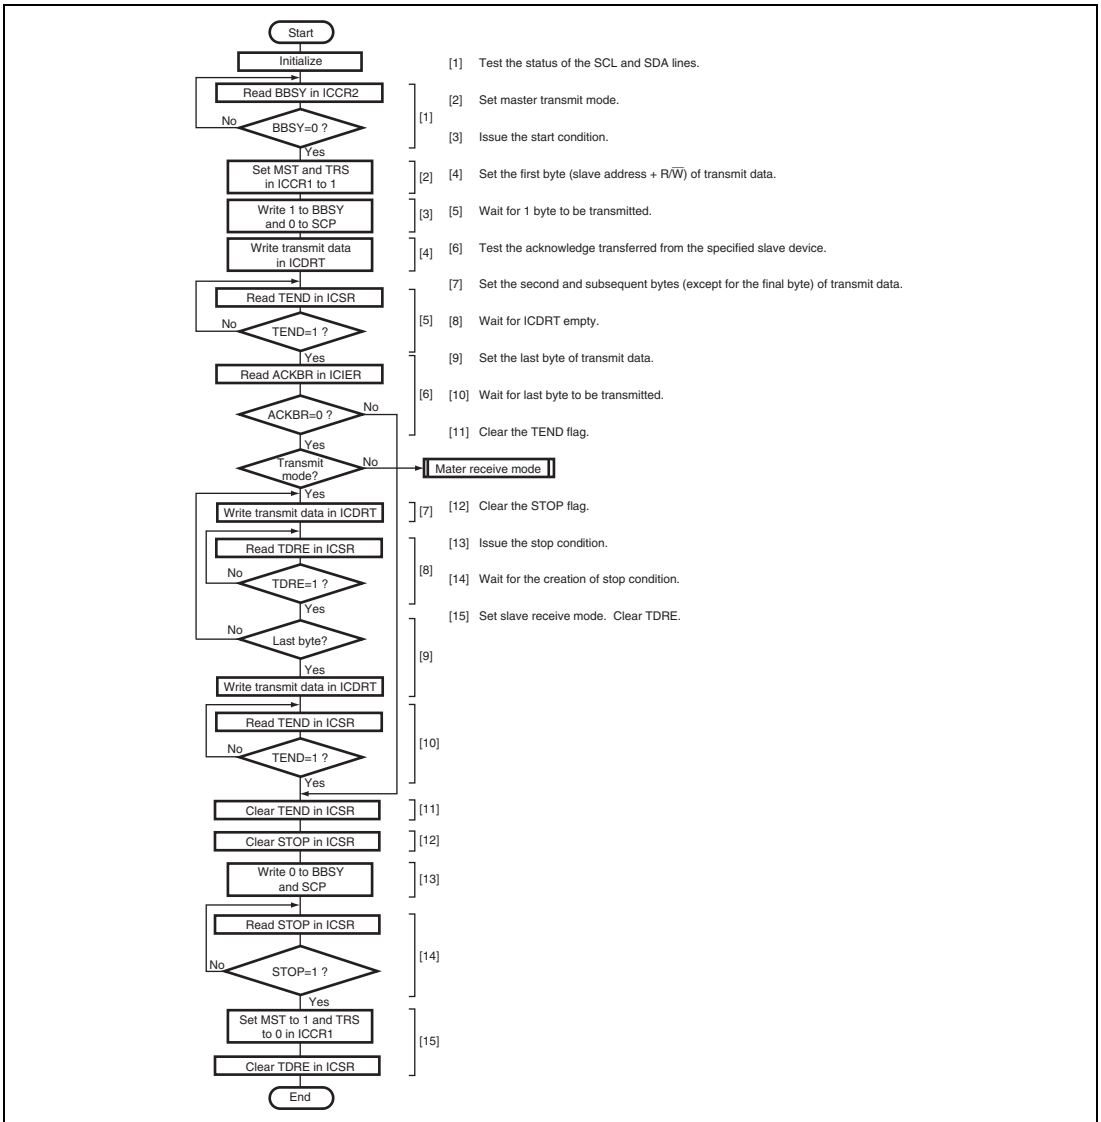 Start
Initialize
Read BBSY in ICCR2
No
BBSY=0 ?
[1]
Yes
Set MST and TRS
in ICCR1 to 1
[2]
Write 1 to BBSY
and 0 to SCP
[3]
Write transmit data
in ICDRT
[4]
Read TEND in ICSR
No
TEND=1 ?
[5]
Yes
Read ACKBR in ICIER
[6]
ACKBR=0 ?
No
Yes
Transmit
mode?
No
Mater receive mode
Yes
Write transmit data in ICDRT
[7]
Read TDRE in ICSR
No
TDRE=1 ?
[8]
Yes
No
Last byte?
[9]
Yes
Write transmit data in ICDRT
Read TEND in ICSR
No
TEND=1 ?
[10]
Yes
Clear TEND in ICSR
[11]
Clear STOP in ICSR
[12]
Write 0 to BBSY
and SCP
[13]
Read STOP in ICSR
No
STOP=1 ?
[14]
Yes
Set MST to 1 and TRS
to 0 in ICCR1
[15]
Clear TDRE in ICSR
End
[1] Test the status of the SCL and SDA lines.
[2] Set master transmit mode.
[3] Issue the start condition.
[4] Set the first byte (slave address + R/W̅) of transmit data.
[5] Wait for 1 byte to be transmitted.
[6] Test the acknowledge transferred from the specified slave device.
[7] Set the second and subsequent bytes (except for the final byte) of transmit data.
[8] Wait for ICDRT empty.
[9] Set the last byte of transmit data.
[10] Wait for last byte to be transmitted.
[11] Clear the TEND flag.
[12] Clear the STOP flag.
[13] Issue the stop condition.
[14] Wait for the creation of stop condition.
[15] Set slave receive mode. Clear TDRE.